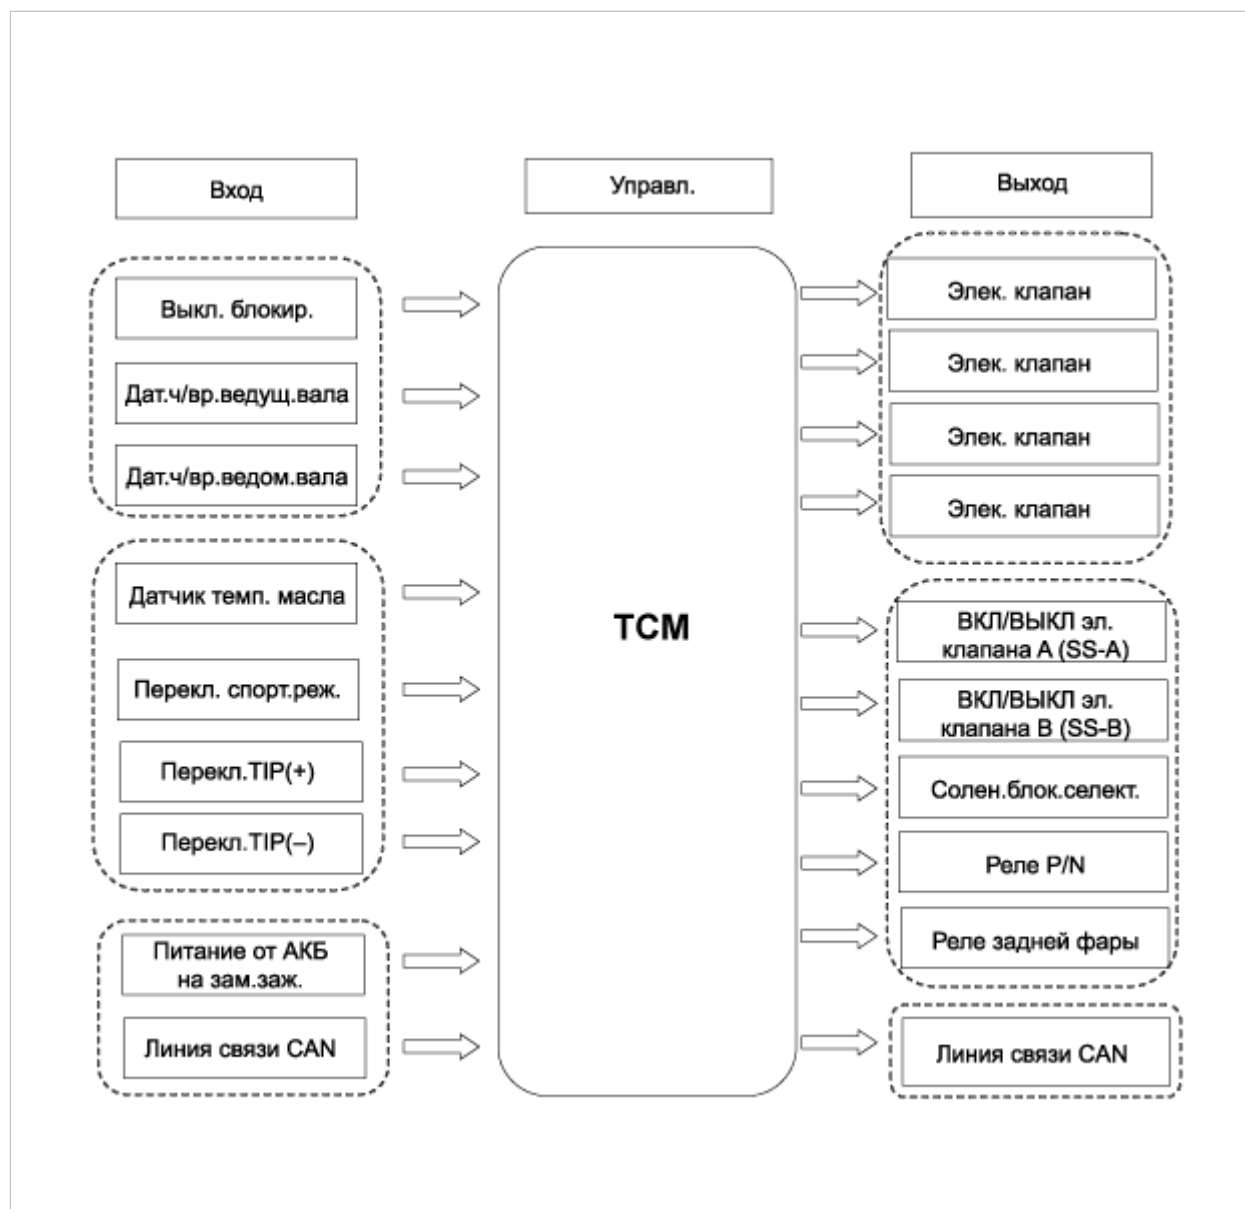 Вход
Управл.
Выход
Выкл. блокир.
Дат.ч/вр.ведущ.вала
Дат.ч/вр.ведом.вала
Датчик темп. масла
Перекл. спорт.реж.
Перекл.TIP(+)
Перекл.TIP(–)
Питание от АКБ
на зам.заж.
Линия связи CAN
TCM
Элек. клапан
Элек. клапан
Элек. клапан
Элек. клапан
ВКЛ/ВЫКЛ эл.
клапана A (SS-A)
ВКЛ/ВЫКЛ эл.
клапана B (SS-B)
Солен.блок.селект.
Реле P/N
Реле задней фары
Линия связи CAN